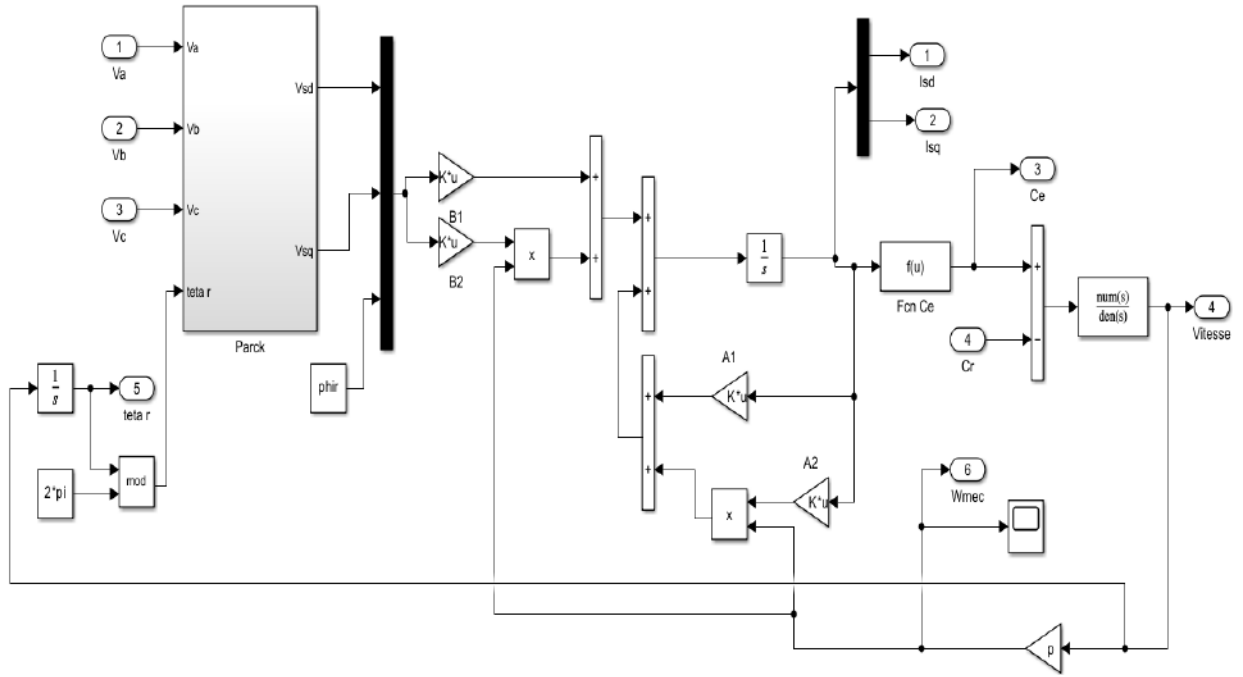 1
Va
2
Vb
3
Vc
Va
Vb
Vc
teta r
Vsd
Vsq
Parck
phir
1
s
5
teta r
2*pi
mod
K*u
B1
K*u
B2
x
+
+
+
+
1
s
1
Isd
2
Isq
3
Ce
f(u)
Fcn Ce
4
Cr
+
−
num(s)
den(s)
4
Vitesse
A1
K*u
+
+
A2
K*u
x
6
Wmec
p